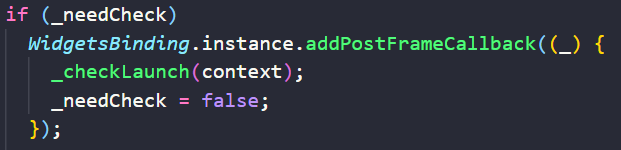 if (_needCheck)
  WidgetsBinding.instance.addPostFrameCallback((_) {
    _checkLaunch(context);
    _needCheck = false;
  });